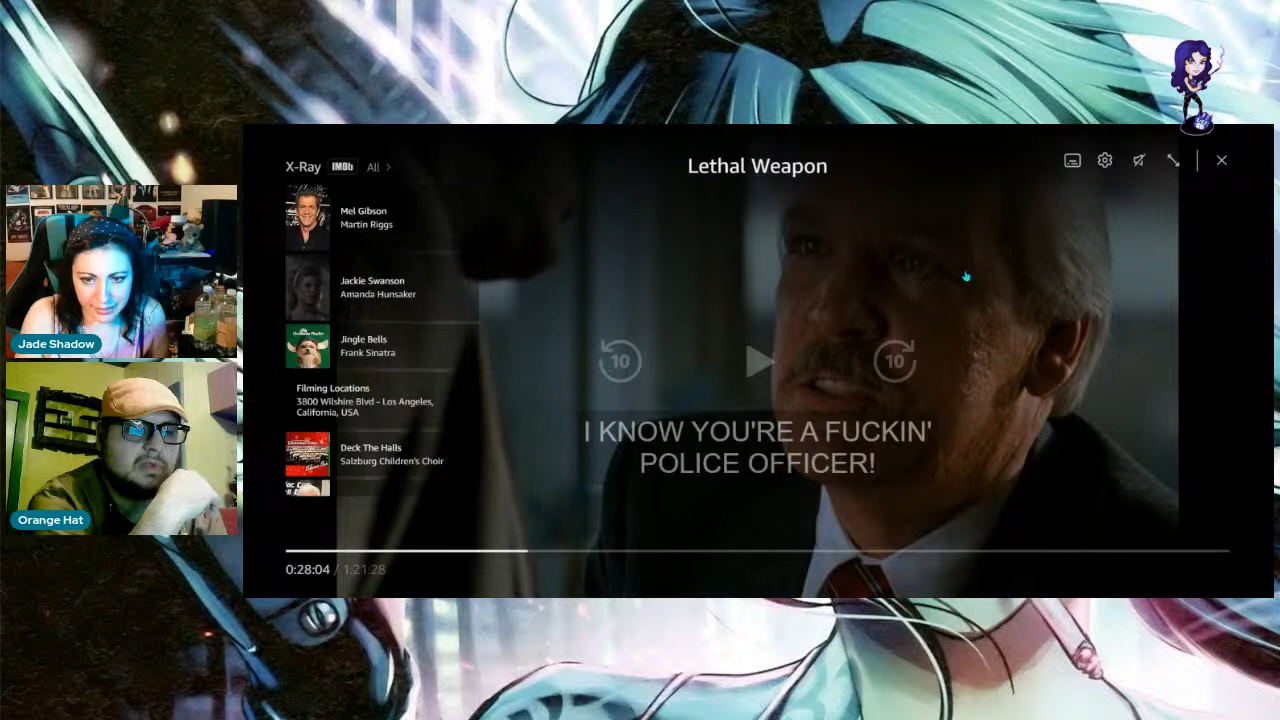 X-Ray IMDb All >
Lethal Weapon
Mel Gibson
Martin Riggs
Jackie Swanson
Amanda Hunsaker
Jingle Bells
Frank Sinatra
Filming Locations
3800 Wilshire Blvd - Los Angeles,
California, USA
Deck The Halls
Salzburg Children's Choir
10
10
I KNOW YOU'RE A FUCKIN'
POLICE OFFICER!
0:28:04 / 1:21:28
Jade Shadow
Orange Hat